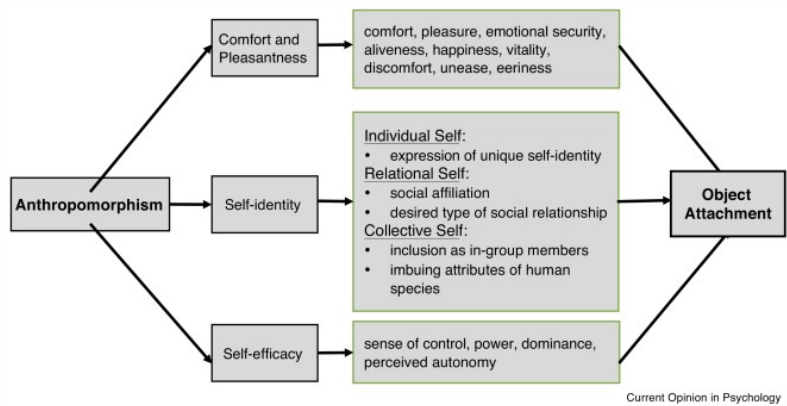 Anthropomorphism
Comfort and
Pleasantness
comfort, pleasure, emotional security,
aliveness, happiness, vitality,
discomfort, unease, eeriness
Self-identity
Individual Self:
• expression of unique self-identity
Relational Self:
• social affiliation
• desired type of social relationship
Collective Self:
• inclusion as in-group members
• imbuing attributes of human
species
Self-efficacy
sense of control, power, dominance,
perceived autonomy
Object
Attachment
Current Opinion in Psychology